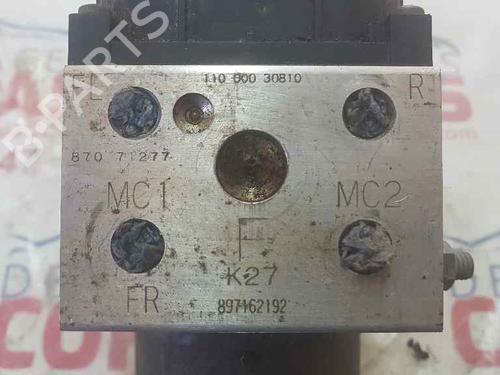 110 000 30810
FL
R
870 71277
MC1
MC2
F
K27
FR
897162192
B-PARTS